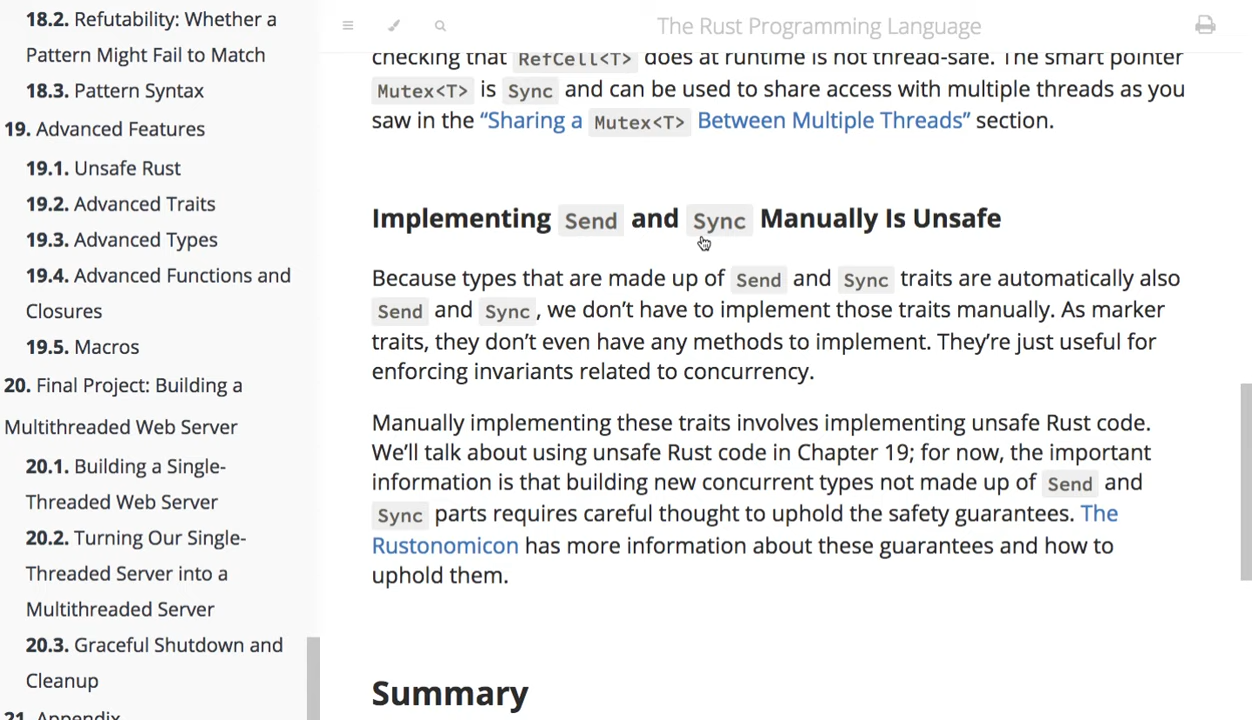 18.2. Refutability: Whether a
Pattern Might Fail to Match
18.3. Pattern Syntax
19. Advanced Features
19.1. Unsafe Rust
19.2. Advanced Traits
19.3. Advanced Types
19.4. Advanced Functions and
Closures
19.5. Macros
20. Final Project: Building a
Multithreaded Web Server
20.1. Building a Single-
Threaded Web Server
20.2. Turning Our Single-
Threaded Server into a
Multithreaded Server
20.3. Graceful Shutdown and
Cleanup
21. Appendix
The Rust Programming Language
checking that RefCell<T> does at runtime is not thread-safe. The smart pointer
Mutex<T> is Sync and can be used to share access with multiple threads as you
saw in the “Sharing a Mutex<T> Between Multiple Threads” section.
Implementing Send and Sync Manually Is Unsafe
Because types that are made up of Send and Sync traits are automatically also
Send and Sync, we don’t have to implement those traits manually. As marker
traits, they don’t even have any methods to implement. They’re just useful for
enforcing invariants related to concurrency.
Manually implementing these traits involves implementing unsafe Rust code.
We’ll talk about using unsafe Rust code in Chapter 19; for now, the important
information is that building new concurrent types not made up of Send and
Sync parts requires careful thought to uphold the safety guarantees. The
Rustonomicon has more information about these guarantees and how to
uphold them.
Summary